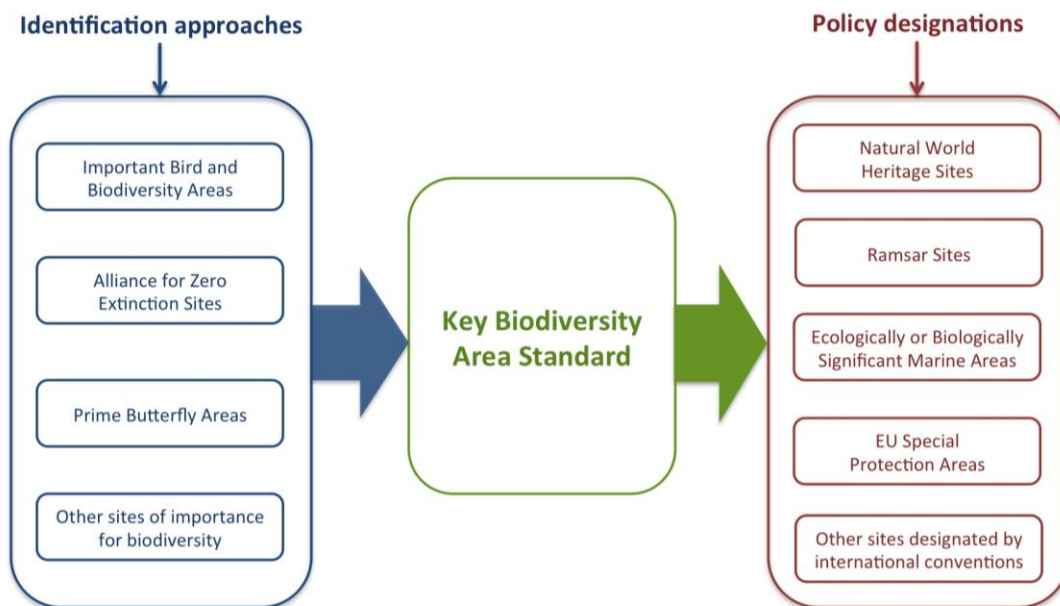 Identification approaches
Important Bird and
Biodiversity Areas
Alliance for Zero
Extinction Sites
Prime Butterfly Areas
Other sites of importance
for biodiversity
Key Biodiversity
Area Standard
Policy designations
Natural World
Heritage Sites
Ramsar Sites
Ecologically or Biologically
Significant Marine Areas
EU Special
Protection Areas
Other sites designated by
international conventions